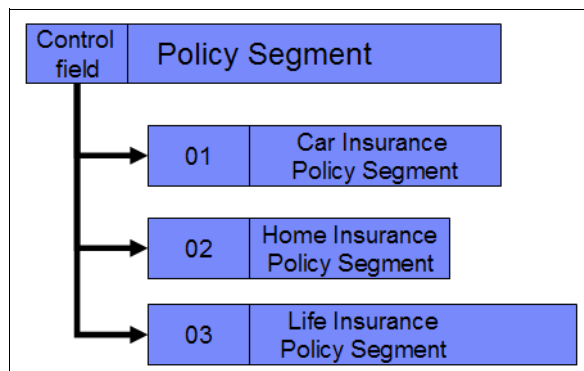 Control
field
Policy Segment
01
Car Insurance
Policy Segment
02
Home Insurance
Policy Segment
03
Life Insurance
Policy Segment